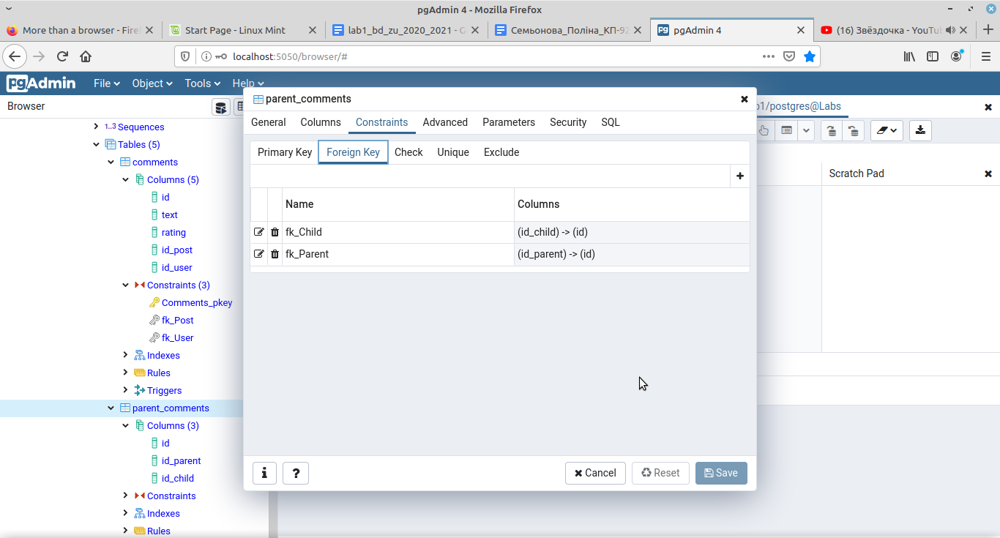 pgAdmin 4 - Mozilla Firefox
More than a browser - Fire
Start Page - Linux Mint
lab1_bd_zu_2020_2021 - G
Семьонова_Поліна_КП-92
pgAdmin 4
(16) Звёздочка - YouTu
localhost:5050/browser/#
pgAdmin
File
Object
Tools
Help
Browser
1/postgres@Labs
Scratch Pad
1..3 Sequences
Tables (5)
comments
Columns (5)
id
text
rating
id_post
id_user
Constraints (3)
Comments_pkey
fk_Post
fk_User
Indexes
Rules
Triggers
parent_comments
Columns (3)
id
id_parent
id_child
Constraints
Indexes
Rules
parent_comments
General
Columns
Constraints
Advanced
Parameters
Security
SQL
Primary Key
Foreign Key
Check
Unique
Exclude
Name
Columns
fk_Child
(id_child) -> (id)
fk_Parent
(id_parent) -> (id)
i
?
Cancel
Reset
Save